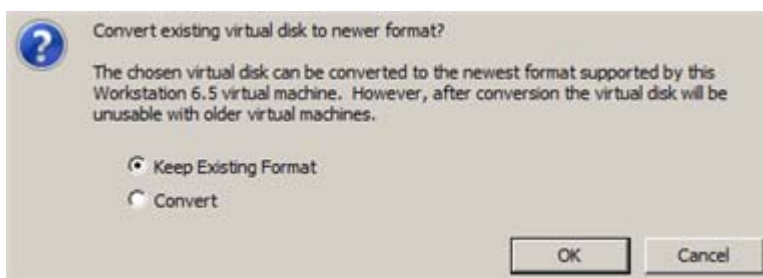 Convert existing virtual disk to newer format?
The chosen virtual disk can be converted to the newest format supported by this
Workstation 6.5 virtual machine. However, after conversion the virtual disk will be
unusable with older virtual machines.
Keep Existing Format
Convert
OK Cancel